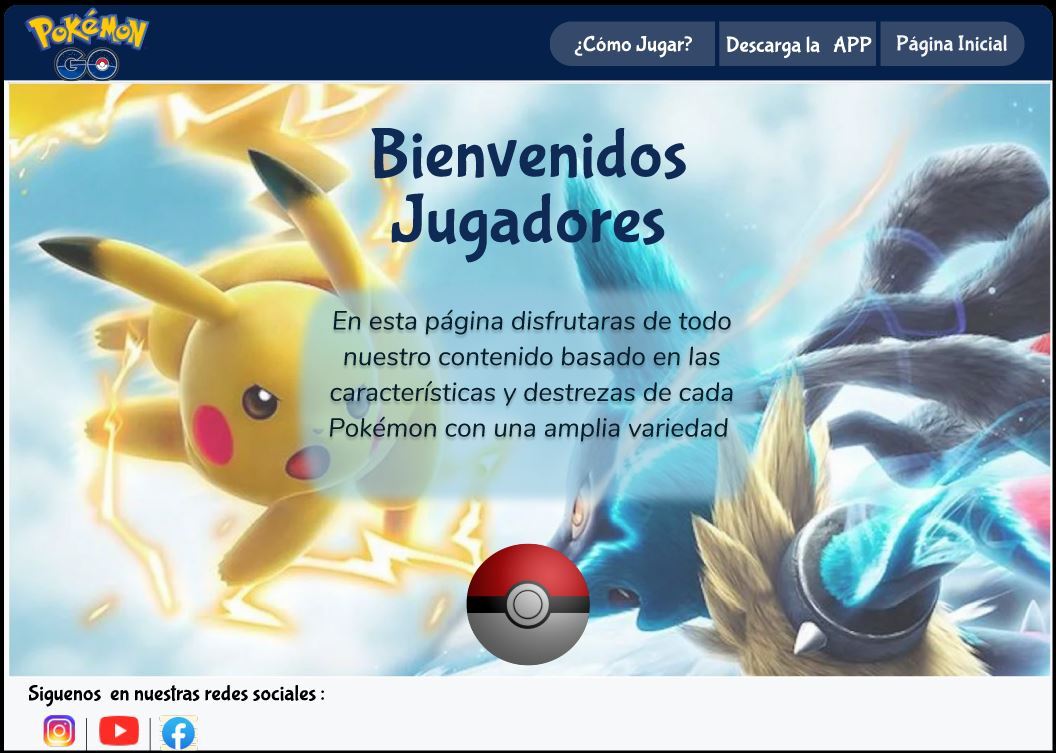 Pokémon
GO
¿Cómo Jugar?
Descarga la APP
Página Inicial
Bienvenidos
Jugadores
En esta página disfrutaras de todo
nuestro contenido basado en las
características y destrezas de cada
Pokémon con una amplia variedad
Siguenos en nuestras redes sociales :